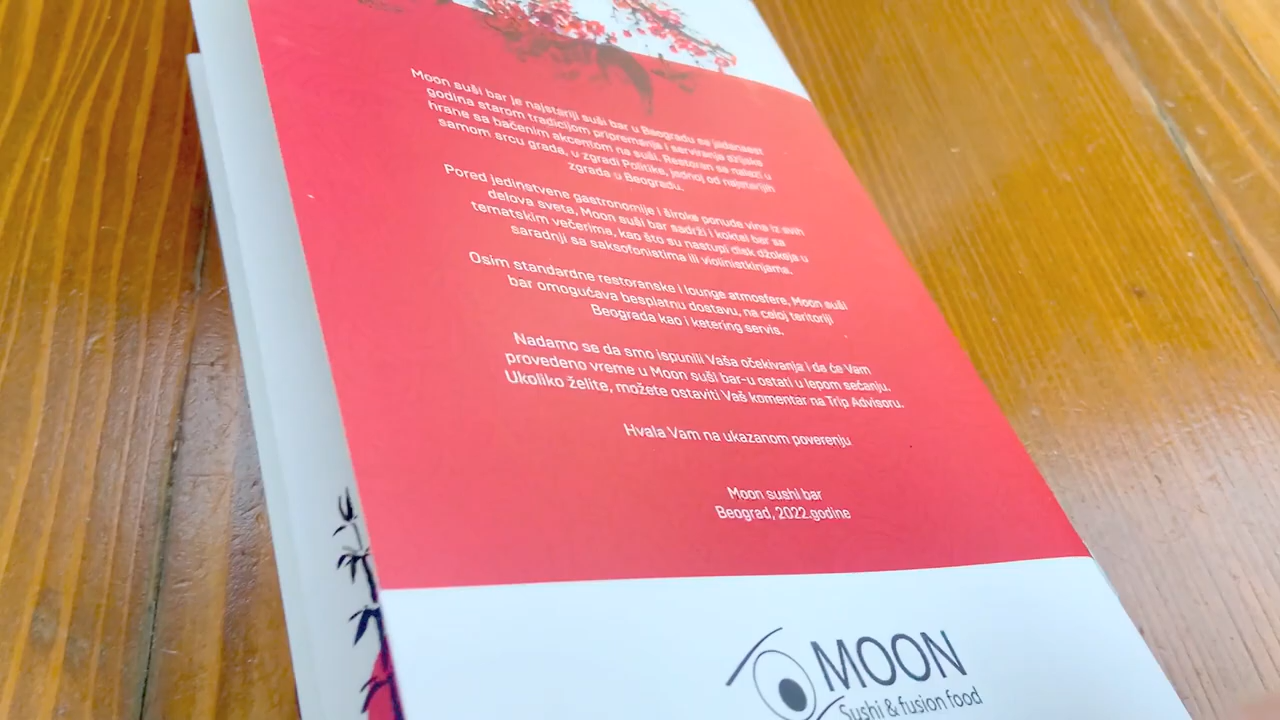 Moon suši bar je najstariji suši bar u Beogradu sa jedanaest
godina starom tradicijom pripremanja i serviranja azijske
hrane sa bačenim akcentom na suši. Restoran se nalazi u
samom srcu grada, u zgradi Politike, jednoj od najstarijih
zgrada u Beogradu.
Pored jedinstvene gastronomije i široke ponude vina iz svih
delova sveta, Moon suši bar sadrži i koktel bar sa
tematskim večerima, kao što su nastupi disk džokeja u
saradnji sa saksofonistima ili violinistkinjama.
Osim standardne restoranske i lounge atmosfere, Moon suši
bar omogućava besplatnu dostavu, na celoj teritoriji
Beograda kao i katering servis.
Nadamo se da smo ispunili Vaša očekivanja i da će Vam
provedeno vreme u Moon suši bar-u ostati u lepom sećanju.
Ukoliko želite, možete ostaviti Vaš komentar na Trip Advisoru.
Hvala Vam na ukazanom poverenju
Moon sushi bar
Beograd, 2022.godine
MOON
Sushi & fusion food